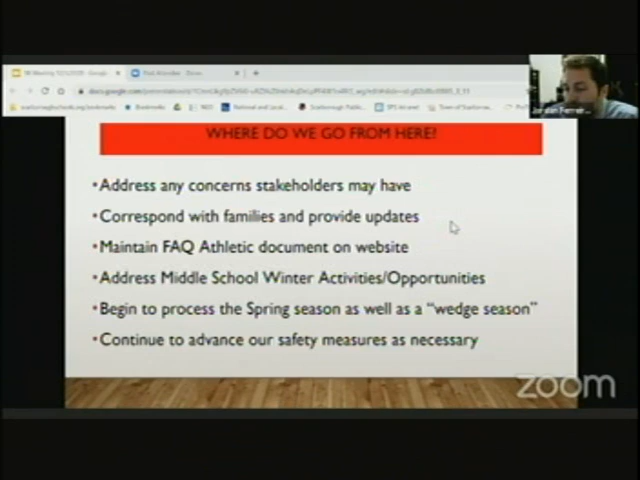 WHERE DO WE GO FROM HERE?
•Address any concerns stakeholders may have
•Correspond with families and provide updates
•Maintain FAQ Athletic document on website
•Address Middle School Winter Activities/Opportunities
•Begin to process the Spring season as well as a “wedge season”
•Continue to advance our safety measures as necessary
zoom